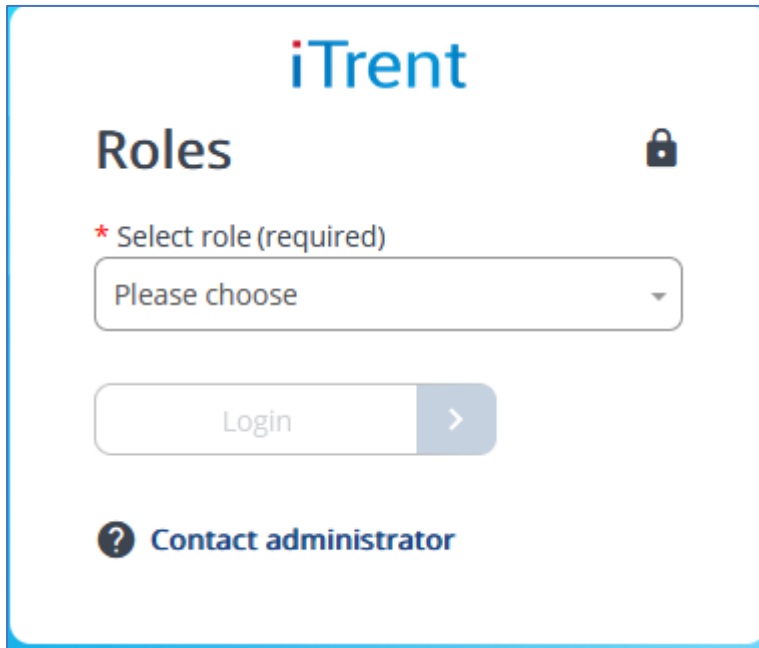 iTrent
Roles
* Select role (required)
Please choose
Login
Contact administrator